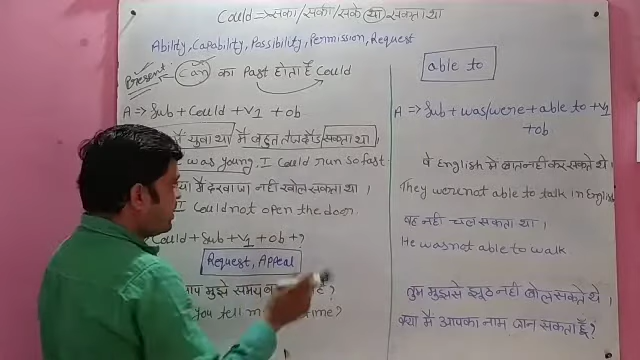 Could => सका/सकी/सके (था) सकता था
Ability, Capability, Possibility, Permission, Request
Present Can का Past होता है Could
A => Sub + Could + V1 + ob
युवा था मैं बहुत तेज दौड़ सकता था।
was young, I Could run so fast
मैं दरवाजा नहीं खोल सकता था।
I Could not open the door
Could + Sub + V1 + ob + ?
Request, Appeal
आप मुझे समय
है?
you tell me time?
able to
A => Sub + was/were + able to + V1
+ ob
वे English में बात नहीं कर सकते थे।
They were not able to talk in English
वह नहीं चल सकता था।
He was not able to walk
तुम मुझसे झूठ नहीं बोल सकते थे।
क्या मैं आपका नाम जान सकता हूँ?